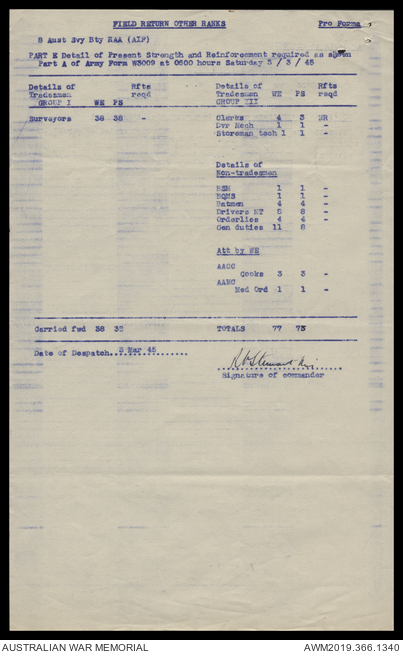 FIELD RETURN OTHER RANKS Pro Forma
8 Aust Svy Bty RAA (AIF)
PART E Detail of Present Strength and Reinforcement required as shown
Part A of Army Form W3009 at 0600 hours Saturday 3 / 3 / 45
Details of Rfts Details of Rfts
Tradesmen reqd Tradesmen WE PS reqd
GROUP I WE PS GROUP III
Surveyors 38 38 - Clerks 4 3 NR
Dvr Mech 1 1 -
Storeman tech 1 1 -
Details of
Non-tradesmen
BSM 1 1 -
BQMS 1 1 -
Batmen 4 4 -
Drivers MT 8 8 -
Orderlies 4 4 -
Gen duties 11 8
Att by WE
AACC
Cooks 3 3 -
AAMC
Med Ord 1 1 -
Carried fwd 38 38 TOTALS 77 75
Date of Despatch..3 Mar 45
Signature of commander
AUSTRALIAN WAR MEMORIAL AWM2019.366.1340